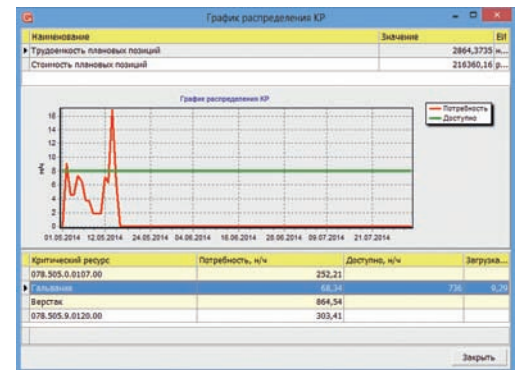 График распределения КР
Наименование Значение ЕИ
Трудоемкость плановых позиций 2864,3735 н...
Стоимость плановых позиций 216360,16 р...
График распределения КР
16
14
12
10
8
6
4
2
0
н/ч
Потребность
Доступно
01.05.2014 12.05.2014 24.05.2014 04.06.2014 16.06.2014 28.06.2014 09.07.2014 21.07.2014
Критический ресурс Потребность, н/ч Доступно, н/ч Загрузка...
078.505.0.0107.00 252,21
Гальваник 68,34 736 9,29
Верстак 864,54
078.505.9.0120.00 303,41
Закрыть